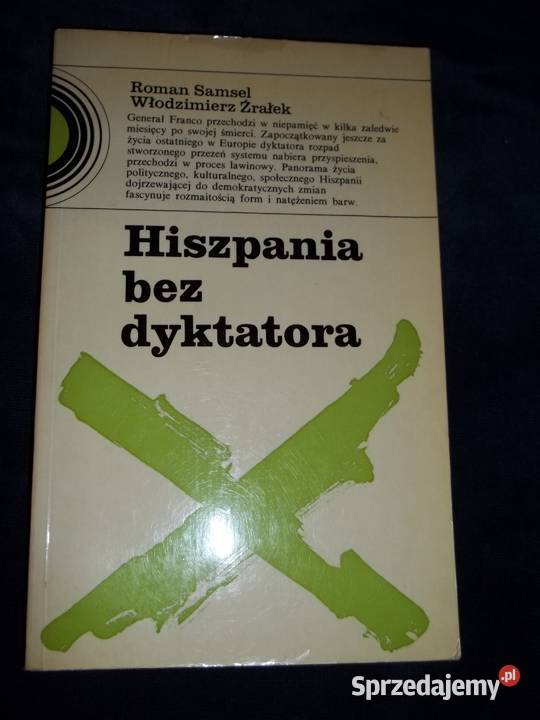 Roman Samsel
Włodzimierz Źrałek
Generał Franco przechodzi w niepamięć w kilka zaledwie
miesięcy po swojej śmierci. Zapoczątkowany jeszcze za
życia ostatniego w Europie dyktatora rozpad
stworzonego przezeń systemu nabiera przyspieszenia,
przechodzi w proces lawinowy. Panorama życia
politycznego, kulturalnego, społecznego Hiszpanii
dojrzewającej do demokratycznych zmian
fascynuje rozmaitością form i natężeniem barw.
Hiszpania
bez
dyktatora
Sprzedajemy.pl